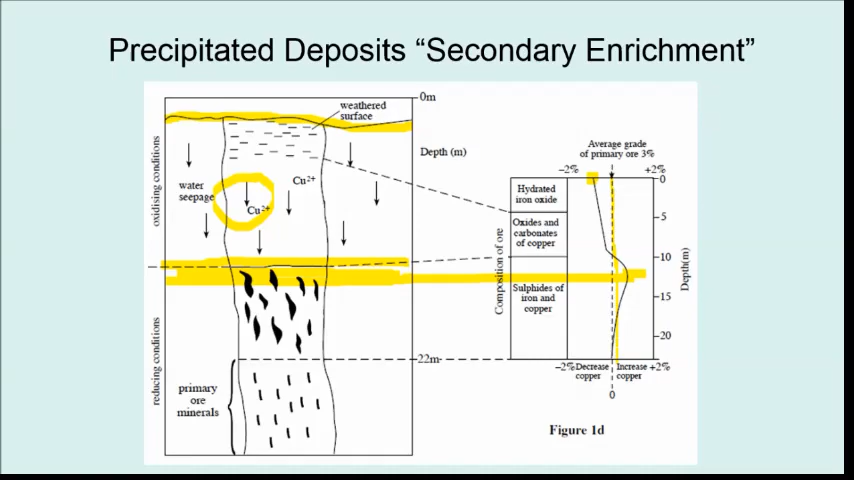 Precipitated Deposits “Secondary Enrichment”
0m
weathered
surface
Depth (m)
oxidising conditions
water
seepage
Cu²⁺
Cu²⁺
reducing conditions
22m
primary
ore
minerals
Average grade
of primary ore 3%
−2%
+2%
Composition of ore
Hydrated
iron oxide
Oxides and
carbonates
of copper
Sulphides of
iron and
copper
0
−5
−10
−15
−20
Depth(m)
−2%
Decrease
copper
Increase
copper
+2%
0
Figure 1d